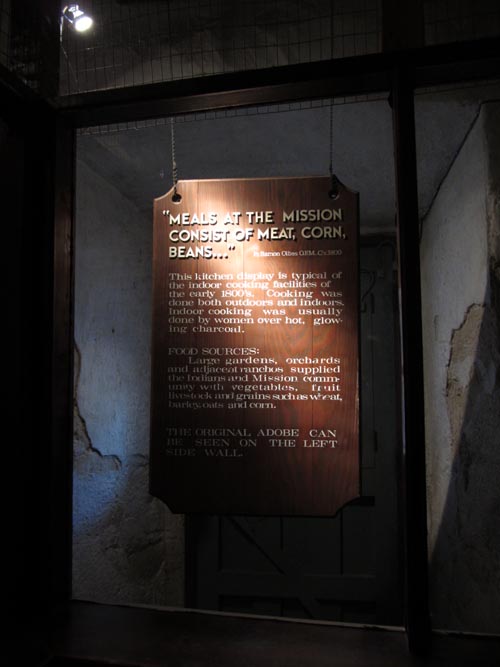 "MEALS AT THE MISSION
CONSIST OF MEAT, CORN,
BEANS..." Fr. Ramon Olbes O.F.M. C's 1800
This kitchen display is typical of
the indoor cooking facilities of
the early 1800's. Cooking was
done both outdoors and indoors.
Indoor cooking was usually
done by women over hot, glow-
ing charcoal.
FOOD SOURCES:
Large gardens, orchards
and adjacent ranchos supplied
the Indians and Mission comm-
unity with vegetables, fruit
livestock and grains such as wheat,
barley, oats and corn.
THE ORIGINAL ADOBE CAN
BE SEEN ON THE LEFT
SIDE WALL.